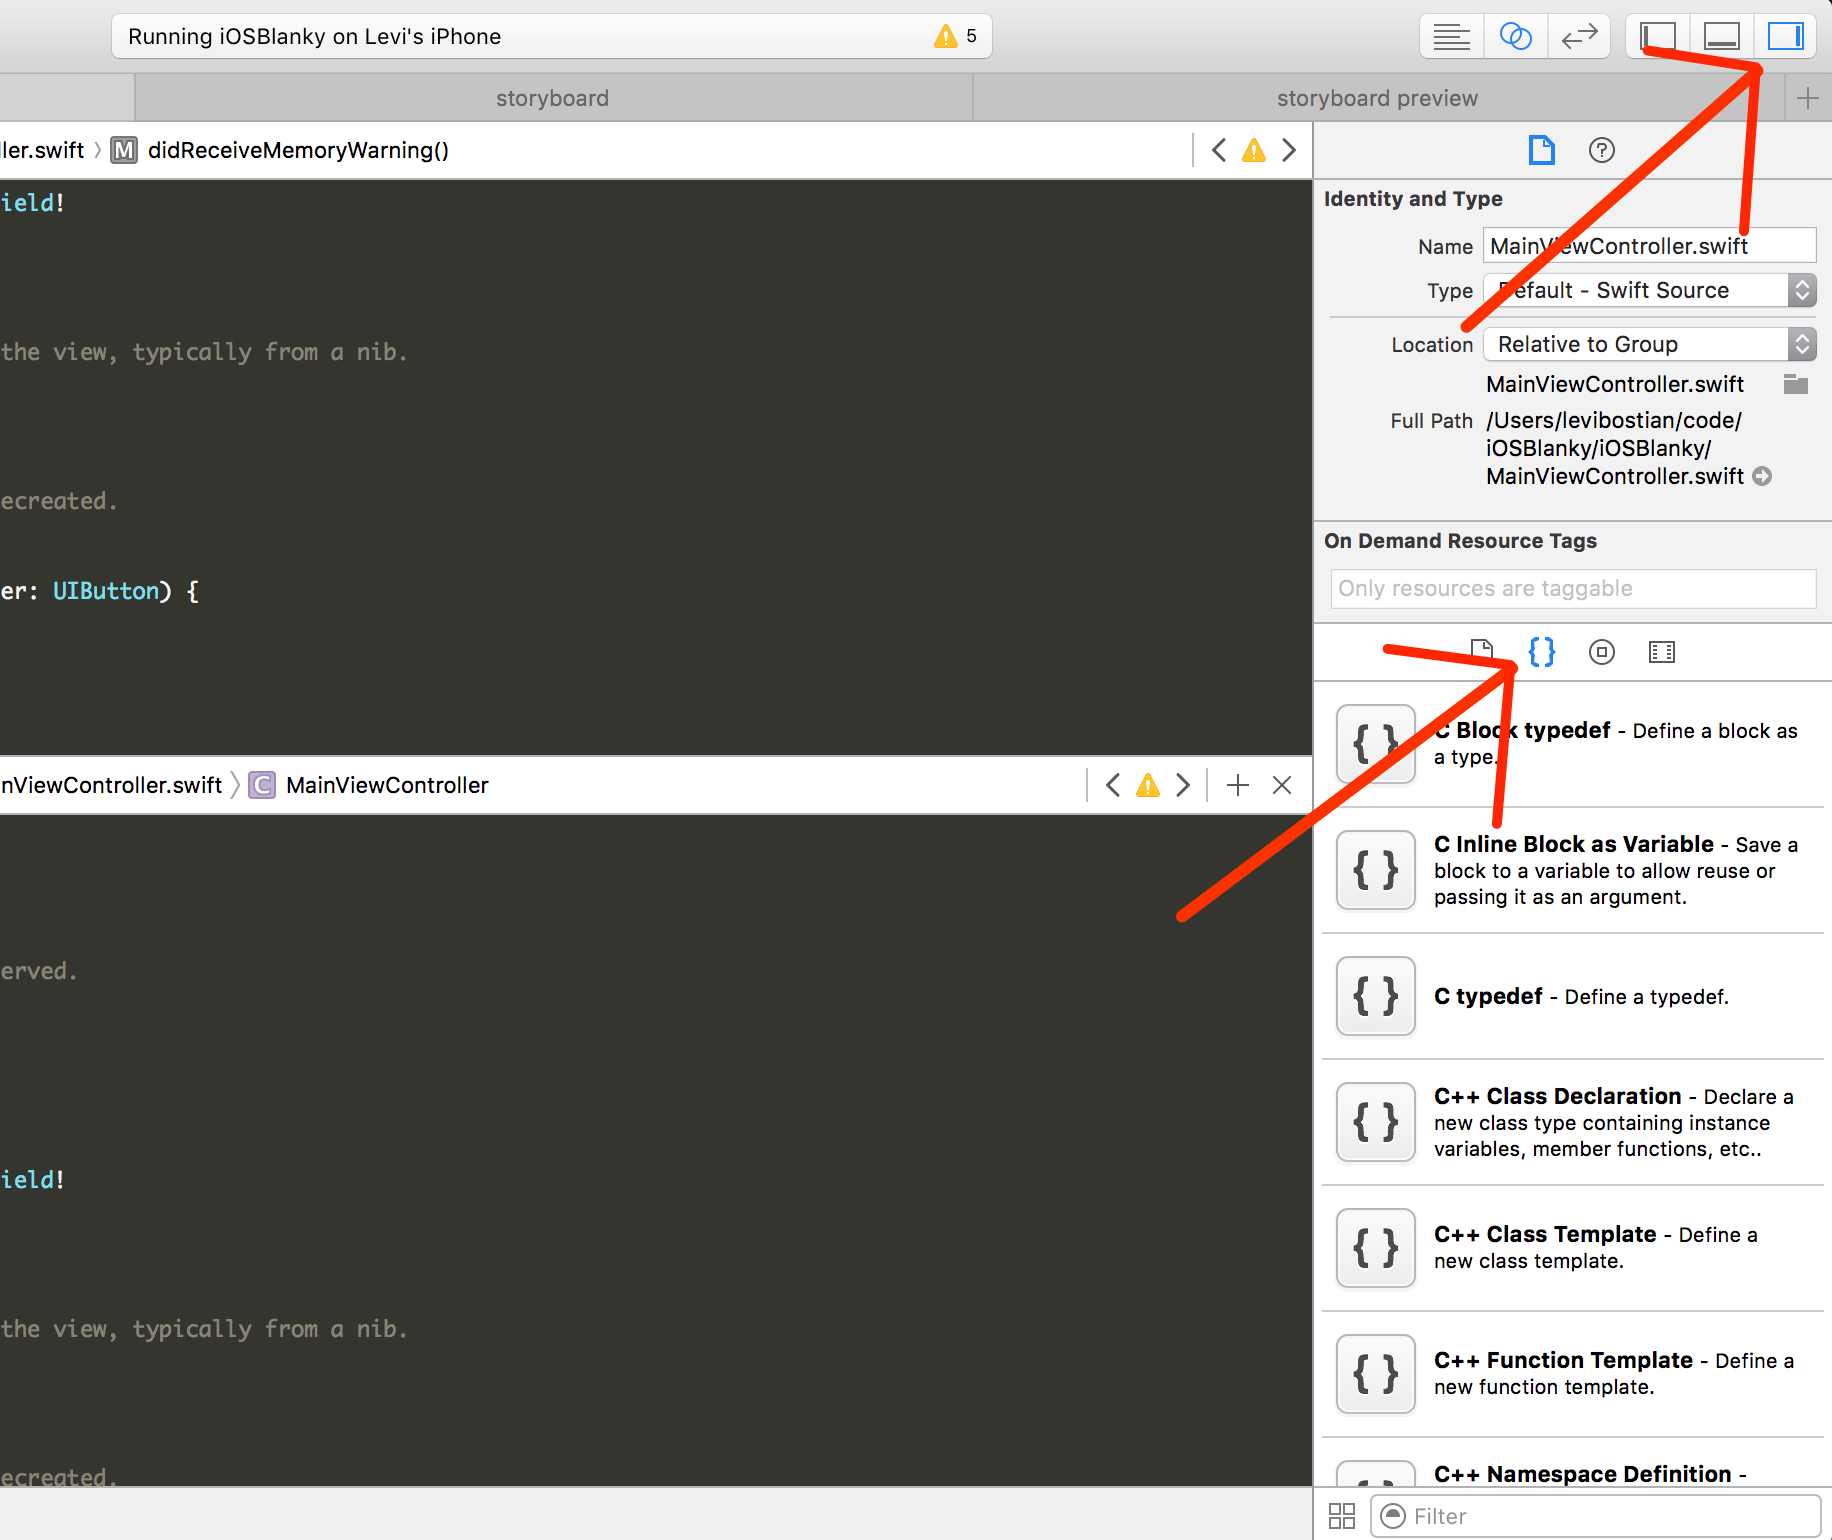 Running iOSBlanky on Levi's iPhone
5
storyboard
storyboard preview
ler.swift
M
didReceiveMemoryWarning()
ield!
the view, typically from a nib.
ecreated.
er: UIButton) {
nViewController.swift
C
MainViewController
erved.
ield!
the view, typically from a nib.
ecreated.
?
Identity and Type
Name
MainViewController.swift
Type
Default - Swift Source
Location
Relative to Group
MainViewController.swift
Full Path
/Users/levibostian/code/
iOSBlanky/iOSBlanky/
MainViewController.swift
On Demand Resource Tags
Only resources are taggable
{}
{ }
C Block typedef - Define a block as
a type.
{ }
C Inline Block as Variable - Save a
block to a variable to allow reuse or
passing it as an argument.
{ }
C typedef - Define a typedef.
{ }
C++ Class Declaration - Declare a
new class type containing instance
variables, member functions, etc..
{ }
C++ Class Template - Define a
new class template.
{ }
C++ Function Template - Define a
new function template.
C++ Namespace Definition -
Filter